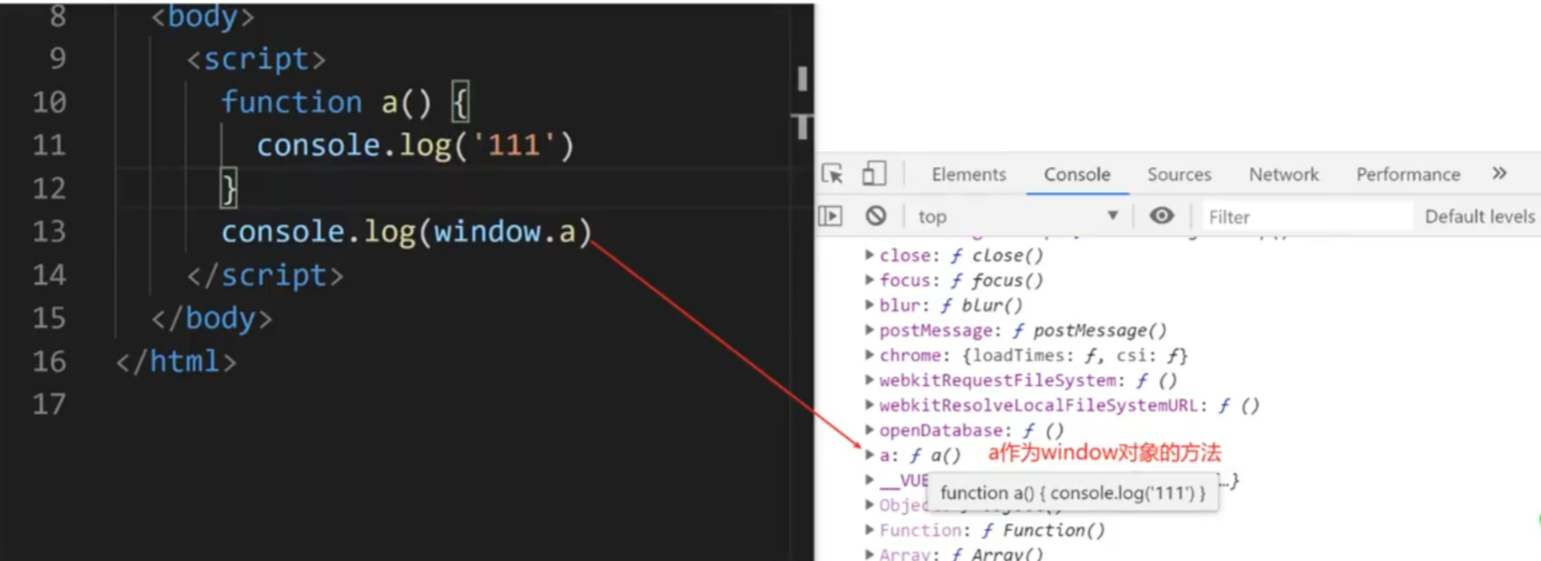 8 <body>
9 <script>
10 function a() {
11 console.log('111')
12 }
13 console.log(window.a)
14 </script>
15 </body>
16 </html>
17
Elements Console Sources Network Performance »
top ▼ Filter Default levels
close: ƒ close()
focus: ƒ focus()
blur: ƒ blur()
postMessage: ƒ postMessage()
chrome: {loadTimes: ƒ, csi: ƒ}
webkitRequestFileSystem: ƒ ()
webkitResolveLocalFileSystemURL: ƒ ()
openDatabase: ƒ ()
a: ƒ a() a作为window对象的方法
__VUE …}
function a() { console.log('111') }
Objec
Function: ƒ Function()
Array: ƒ Array()